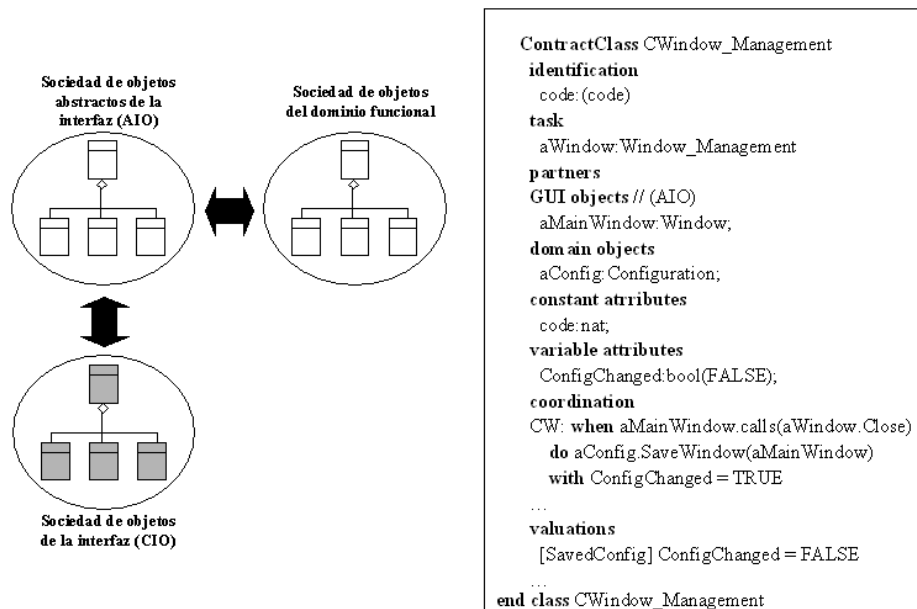 Sociedad de objetos
abstractos de la
interfaz (AIO)
Sociedad de objetos
del dominio funcional
Sociedad de objetos
de la interfaz (CIO)
ContractClass CWindow_Management
identification
code:(code)
task
aWindow:Window_Management
partners
GUI objects // (AIO)
aMainWindow:Window;
domain objects
aConfig:Configuration;
constant atrributes
code:nat;
variable attributes
ConfigChanged:bool(FALSE);
coordination
CW: when aMainWindow.calls(aWindow.Close)
do aConfig.SaveWindow(aMainWindow)
with ConfigChanged = TRUE
...
valuations
[SavedConfig] ConfigChanged = FALSE
...
end class CWindow_Management